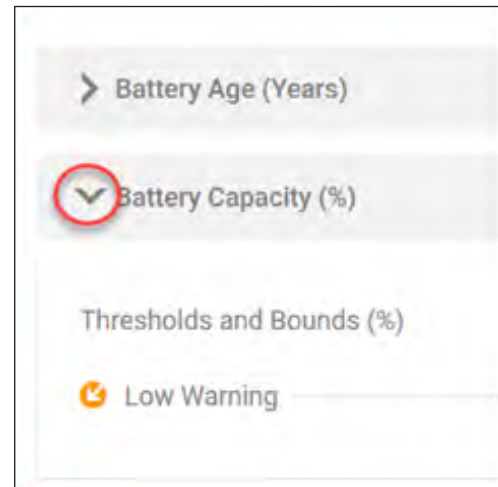 Battery Age (Years)
Battery Capacity (%)
Thresholds and Bounds (%)
Low Warning